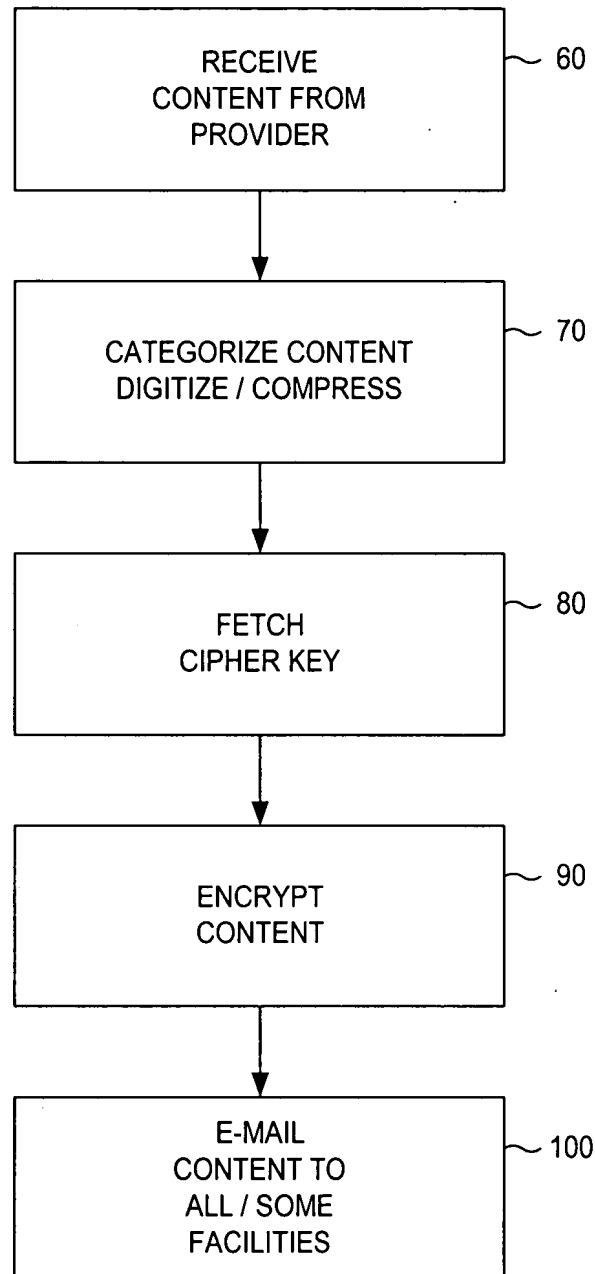 RECEIVE
CONTENT FROM
PROVIDER
60
CATEGORIZE CONTENT
DIGITIZE / COMPRESS
70
FETCH
CIPHER KEY
80
ENCRYPT
CONTENT
90
E-MAIL
CONTENT TO
ALL / SOME
FACILITIES
100